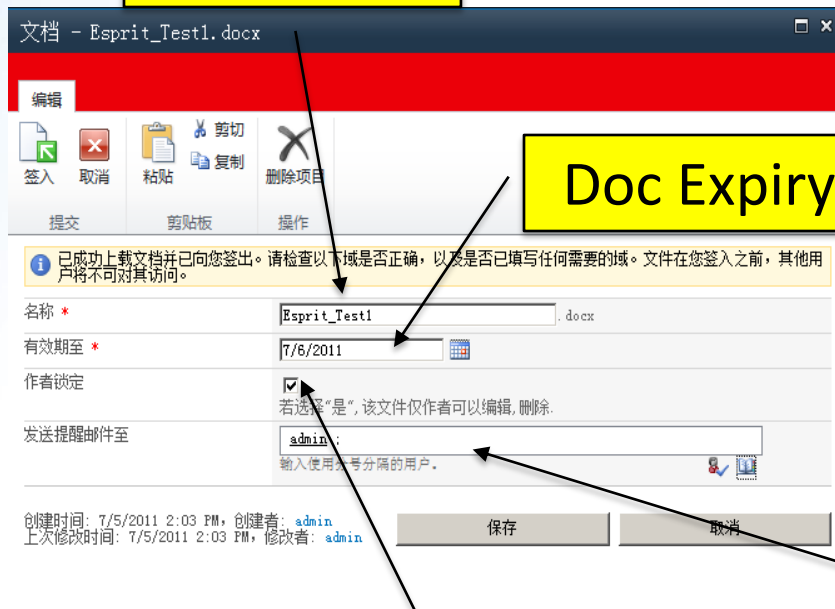 文档 - Esprit_Test1.docx
编辑
签入 取消 粘贴 剪切 复制 删除项目
提交 剪贴板 操作
Doc Expiry
已成功上载文档并已向您签出。请检查以下域是否正确，以及是否已填写任何需要的域。文件在您签入之前，其他用
户将不可对其访问。
名称 * Esprit_Test1 .docx
有效期至 * 7/6/2011
作者锁定
若选择“是”,该文件仅作者可以编辑,删除.
发送提醒邮件至 admin ;
输入使用分号分隔的用户。
创建时间: 7/5/2011 2:03 PM，创建者: admin
上次修改时间: 7/5/2011 2:03 PM，修改者: admin
保存 取消